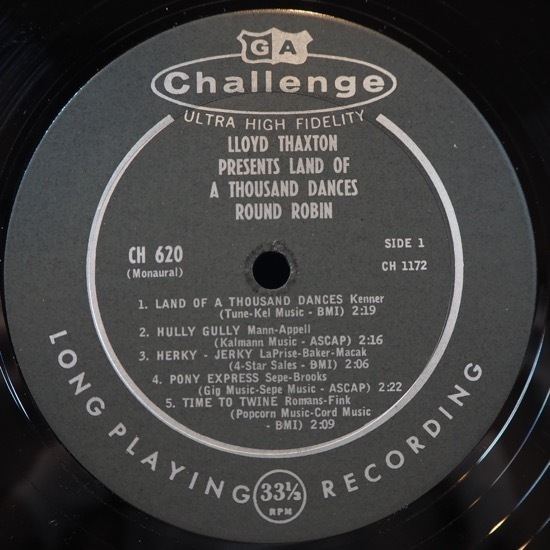 GA
Challenge
ULTRA HIGH FIDELITY
LLOYD THAXTON
PRESENTS LAND OF
A THOUSAND DANCES
ROUND ROBIN
CH 620
(Monaural)
SIDE 1
CH 1172
1. LAND OF A THOUSAND DANCES Kenner
(Tune-Kel Music - BMI) 2:19
2. HULLY GULLY Mann-Appell
(Kalmann Music - ASCAP) 2:16
3. HERKY - JERKY LaPrise-Baker-Macak
(4-Star Sales - BMI) 2:06
4. PONY EXPRESS Sepe-Brooks
(Gig Music-Sepe Music - ASCAP) 2:22
5. TIME TO TWINE Romans-Fink
(Popcorn Music-Cord Music
- BMI) 2:09
LONG PLAYING RECORDING
33⅓
RPM